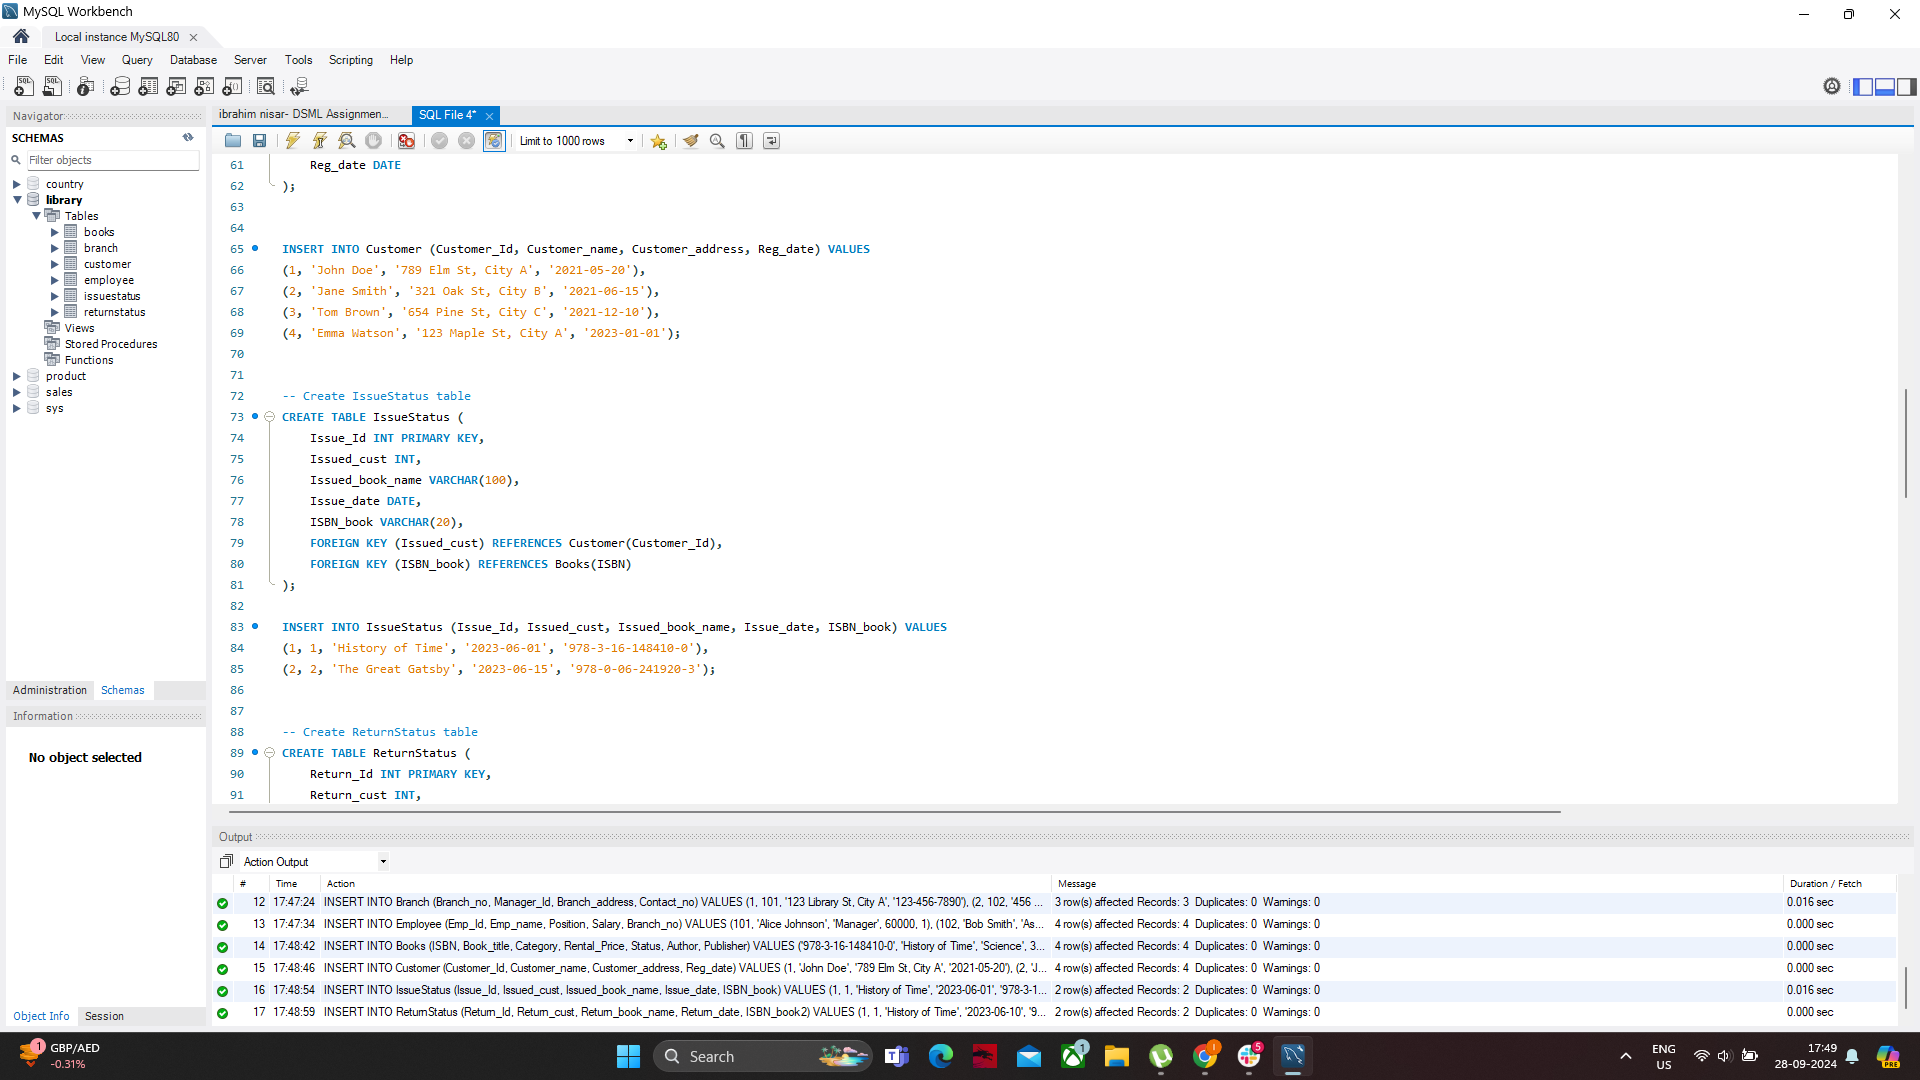 MySQL Workbench
Local instance MySQL80
File Edit View Query Database Server Tools Scripting Help
Navigator
SCHEMAS
Filter objects
country
library
Tables
books
branch
customer
employee
issuestatus
returnstatus
Views
Stored Procedures
Functions
product
sales
sys
Administration Schemas
Information
No object selected
Object Info Session
ibrahim nisar- DSML Assignmen... SQL File 4*
Limit to 1000 rows
61 Reg_date DATE
62 );
63
64
65 INSERT INTO Customer (Customer_Id, Customer_name, Customer_address, Reg_date) VALUES
66 (1, 'John Doe', '789 Elm St, City A', '2021-05-20'),
67 (2, 'Jane Smith', '321 Oak St, City B', '2021-06-15'),
68 (3, 'Tom Brown', '654 Pine St, City C', '2021-12-10'),
69 (4, 'Emma Watson', '123 Maple St, City A', '2023-01-01');
70
71
72 -- Create IssueStatus table
73 CREATE TABLE IssueStatus (
74 Issue_Id INT PRIMARY KEY,
75 Issued_cust INT,
76 Issued_book_name VARCHAR(100),
77 Issue_date DATE,
78 ISBN_book VARCHAR(20),
79 FOREIGN KEY (Issued_cust) REFERENCES Customer(Customer_Id),
80 FOREIGN KEY (ISBN_book) REFERENCES Books(ISBN)
81 );
82
83 INSERT INTO IssueStatus (Issue_Id, Issued_cust, Issued_book_name, Issue_date, ISBN_book) VALUES
84 (1, 1, 'History of Time', '2023-06-01', '978-3-16-148410-0'),
85 (2, 2, 'The Great Gatsby', '2023-06-15', '978-0-06-241920-3');
86
87
88 -- Create ReturnStatus table
89 CREATE TABLE ReturnStatus (
90 Return_Id INT PRIMARY KEY,
91 Return_cust INT,
Output
Action Output
# Time Action Message Duration / Fetch
12 17:47:24 INSERT INTO Branch (Branch_no, Manager_Id, Branch_address, Contact_no) VALUES (1, 101, '123 Library St, City A', '123-456-7890'), (2, 102, '456 ... 3 row(s) affected Records: 3 Duplicates: 0 Warnings: 0 0.016 sec
13 17:47:34 INSERT INTO Employee (Emp_Id, Emp_name, Position, Salary, Branch_no) VALUES (101, 'Alice Johnson', 'Manager', 60000, 1), (102, 'Bob Smith', 'As... 4 row(s) affected Records: 4 Duplicates: 0 Warnings: 0 0.000 sec
14 17:48:42 INSERT INTO Books (ISBN, Book_title, Category, Rental_Price, Status, Author, Publisher) VALUES ('978-3-16-148410-0', 'History of Time', 'Science', 3... 4 row(s) affected Records: 4 Duplicates: 0 Warnings: 0 0.000 sec
15 17:48:46 INSERT INTO Customer (Customer_Id, Customer_name, Customer_address, Reg_date) VALUES (1, 'John Doe', '789 Elm St, City A', '2021-05-20'), (2, 'J... 4 row(s) affected Records: 4 Duplicates: 0 Warnings: 0 0.000 sec
16 17:48:54 INSERT INTO IssueStatus (Issue_Id, Issued_cust, Issued_book_name, Issue_date, ISBN_book) VALUES (1, 1, 'History of Time', '2023-06-01', '978-3-1... 2 row(s) affected Records: 2 Duplicates: 0 Warnings: 0 0.016 sec
17 17:48:59 INSERT INTO ReturnStatus (Return_Id, Return_cust, Return_book_name, Return_date, ISBN_book2) VALUES (1, 1, 'History of Time', '2023-06-10', '9... 2 row(s) affected Records: 2 Duplicates: 0 Warnings: 0 0.000 sec
1 GBP/AED
-0.31%
Search
1
1
5
ENG
US
17:49
28-09-2024
PRE